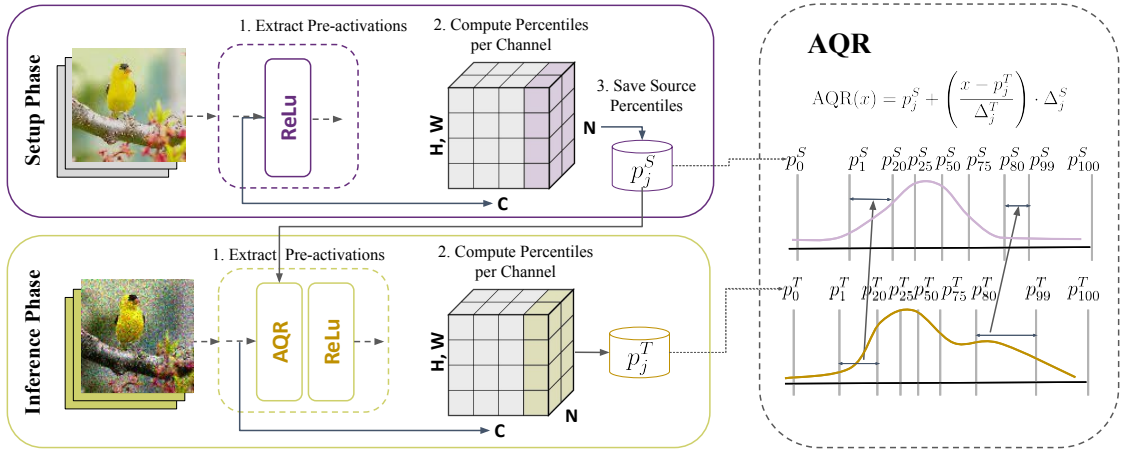 Setup Phase
1. Extract Pre-activations
ReLu
2. Compute Percentiles
per Channel
H, W
N
C
3. Save Source
Percentiles
p_j^S
Inference Phase
1. Extract Pre-activations
AQR
ReLu
2. Compute Percentiles
per Channel
H, W
N
C
p_j^T
AQR
AQR(x) = p_j^S + ( (x − p_j^T) / Δ_j^T ) · Δ_j^S
p_0^S p_1^S p_20^S p_25^S p_50^S p_75^S p_80^S p_99^S p_100^S
p_0^T p_1^T p_20^T p_25^T p_50^T p_75^T p_80^T p_99^T p_100^T